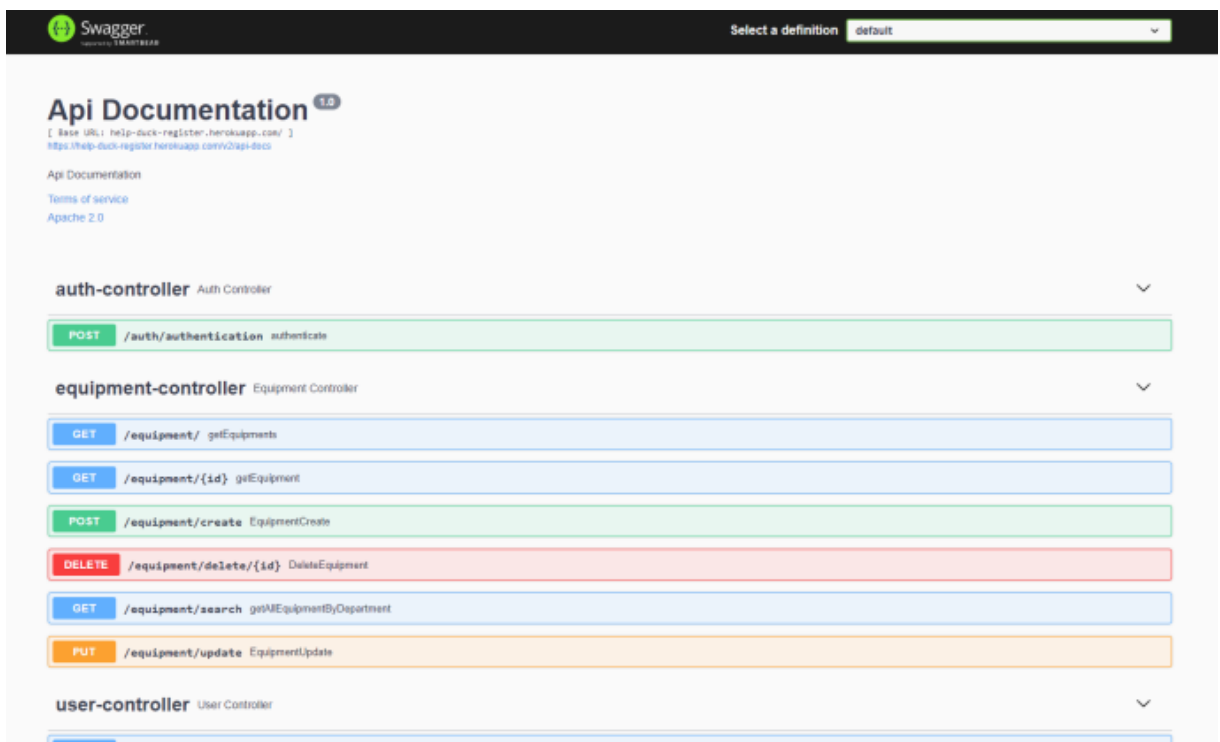 Swagger.
supported by SMARTBEAR
Select a definition default
Api Documentation 1.0
[ Base URL: help-duck-register.herokuapp.com/ ]
https://help-duck-register.herokuapp.com/v2/api-docs
Api Documentation
Terms of service
Apache 2.0
auth-controller Auth Controller
POST /auth/authentication authenticate
equipment-controller Equipment Controller
GET /equipment/ getEquipments
GET /equipment/{id} getEquipment
POST /equipment/create EquipmentCreate
DELETE /equipment/delete/{id} DeleteEquipment
GET /equipment/search getAllEquipmentByDepartment
PUT /equipment/update EquipmentUpdate
user-controller User Controller